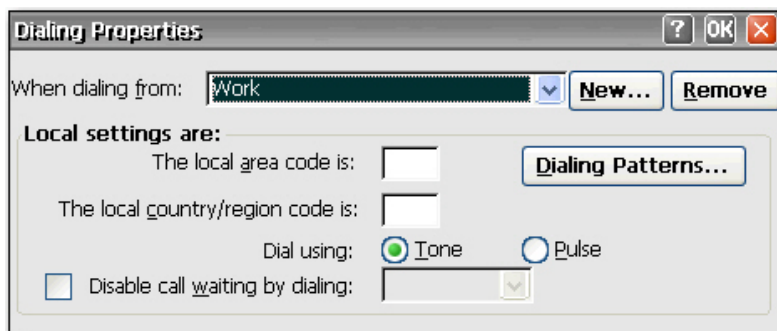 Dialing Properties ? OK ×
When dialing from: Work New... Remove
Local settings are:
The local area code is: Dialing Patterns...
The local country/region code is:
Dial using: Tone Pulse
Disable call waiting by dialing: